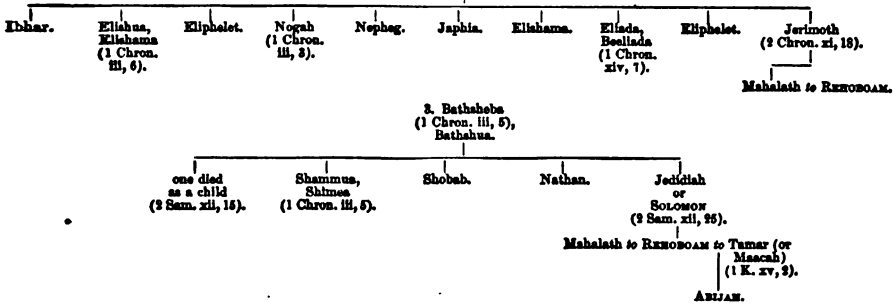 Ibhar. Elishua, Eliphelet. Nogah Nepheg. Japhia. Elishama. Eliada, Eliphelet. Jerimoth
Elishama (1 Chron. Beeliada (2 Chron. xi, 18).
(1 Chron. iii, 3). (1 Chron.
iii, 6). xiv, 7).
Mahalath to REHOBOAM.
3. Bathsheba
(1 Chron. iii, 5),
Bathshua.
one died Shammua, Shobab. Nathan. Jedidiah
as a child Shimea or
(2 Sam. xii, 15). (1 Chron. iii, 5). SOLOMON
(2 Sam. xii, 25).
Mahalath to REHOBOAM to Tamar (or
Maacah)
(1 K. xv, 2).
ABIJAH.